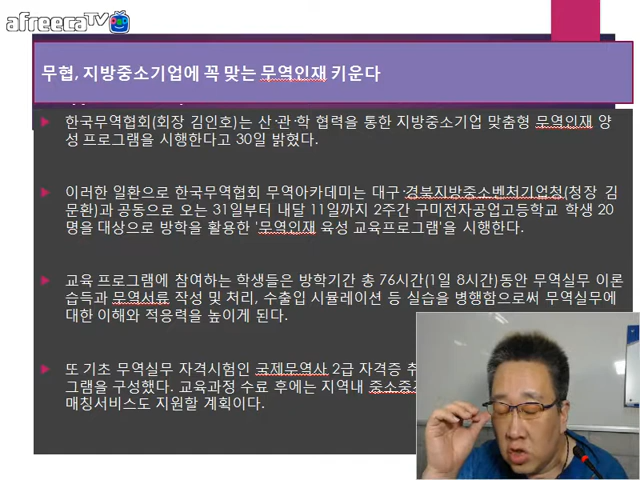 afreecaTV
무협, 지방중소기업에 꼭 맞는 무역인재 키운다
한국무역협회(회장 김인호)는 산·관·학 협력을 통한 지방중소기업 맞춤형 무역인재 양
성 프로그램을 시행한다고 30일 밝혔다.
이러한 일환으로 한국무역협회 무역아카데미는 대구·경북지방중소벤처기업청(청장 김
문환)과 공동으로 오는 31일부터 내달 11일까지 2주간 구미전자공업고등학교 학생 20
명을 대상으로 방학을 활용한 '무역인재 육성 교육프로그램'을 시행한다.
교육 프로그램에 참여하는 학생들은 방학기간 총 76시간(1일 8시간)동안 무역실무 이론
습득과 무역서류 작성 및 처리, 수출입 시뮬레이션 등 실습을 병행함으로써 무역실무에
대한 이해와 적응력을 높이게 된다.
또 기초 무역실무 자격시험인 국제무역사 2급 자격증
그램을 구성했다. 교육과정 수료 후에는 지역내
매칭서비스도 지원할 계획이다.